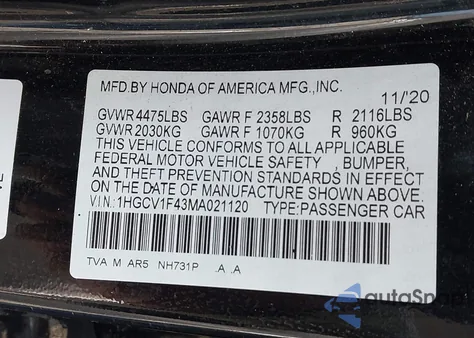 MFD.BY HONDA OF AMERICA MFG.,INC.
11/'20
GVWR 4475LBS GAWR F 2358LBS R 2116LBS
GVWR 2030KG GAWR F 1070KG R 960KG
THIS VEHICLE CONFORMS TO ALL APPLICABLE
FEDERAL MOTOR VEHICLE SAFETY , BUMPER,
AND THEFT PREVENTION STANDARDS IN EFFECT
ON THE DATE OF MANUFACTURE SHOWN ABOVE.
V.I.N: 1HGCV1F43MA021120 TYPE:PASSENGER CAR
TVA M AR5 NH731P .A .A